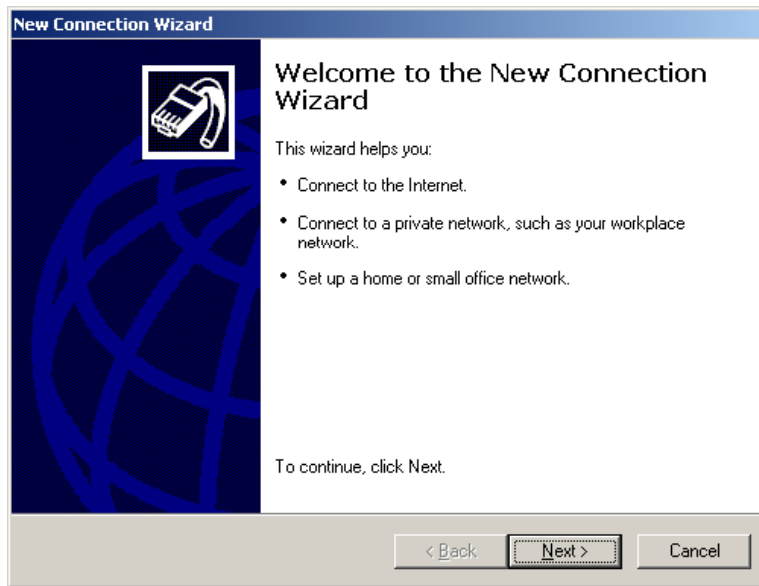 New Connection Wizard
Welcome to the New Connection
Wizard
This wizard helps you:
• Connect to the Internet.
• Connect to a private network, such as your workplace
network.
• Set up a home or small office network.
To continue, click Next.
< Back Next > Cancel